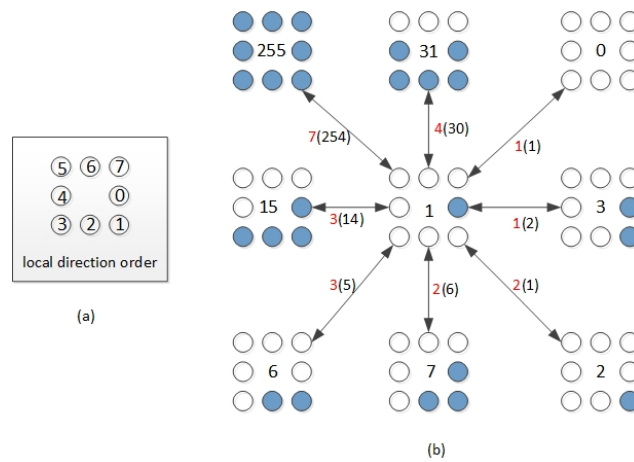 255 31 0
7(254) 4(30) 1(1)
5 6 7
4 0
3 2 1
local direction order
(a)
15 1 3
3(14) 1(2)
3(5) 2(6) 2(1)
6 7 2
(b)